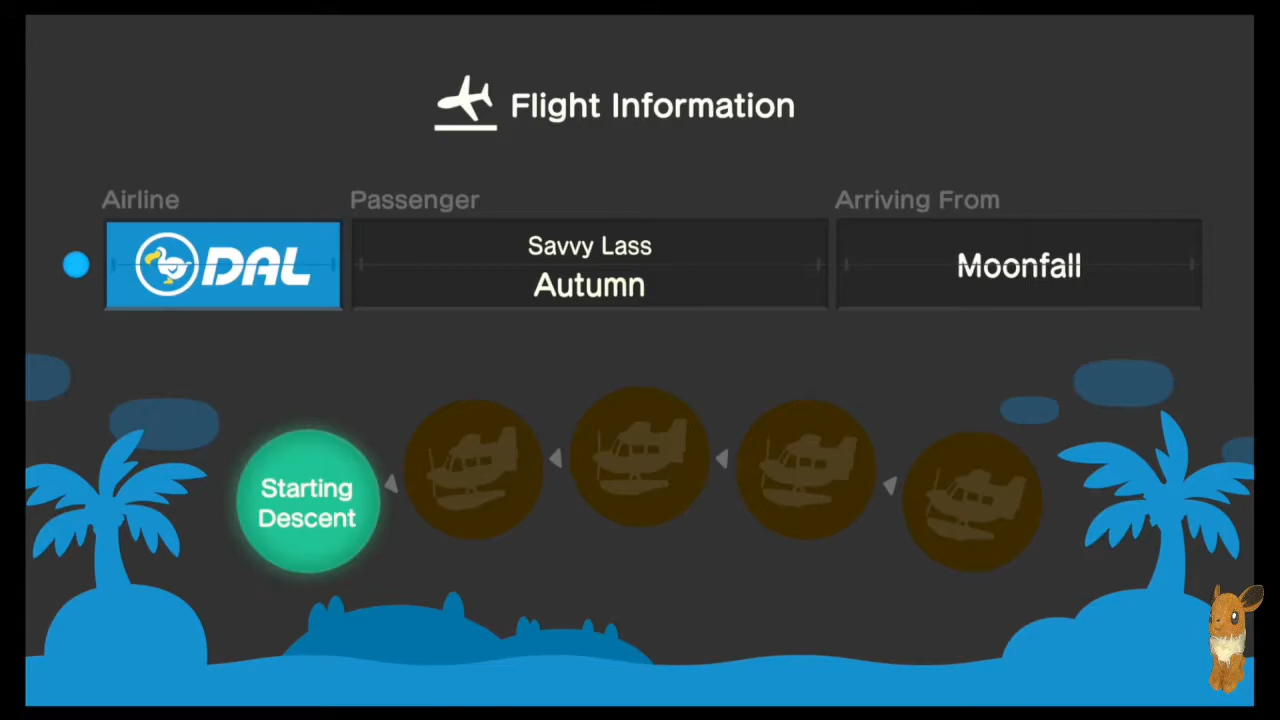 Flight Information
Airline
Passenger
Arriving From
DAL
Savvy Lass
Autumn
Moonfall
Starting
Descent